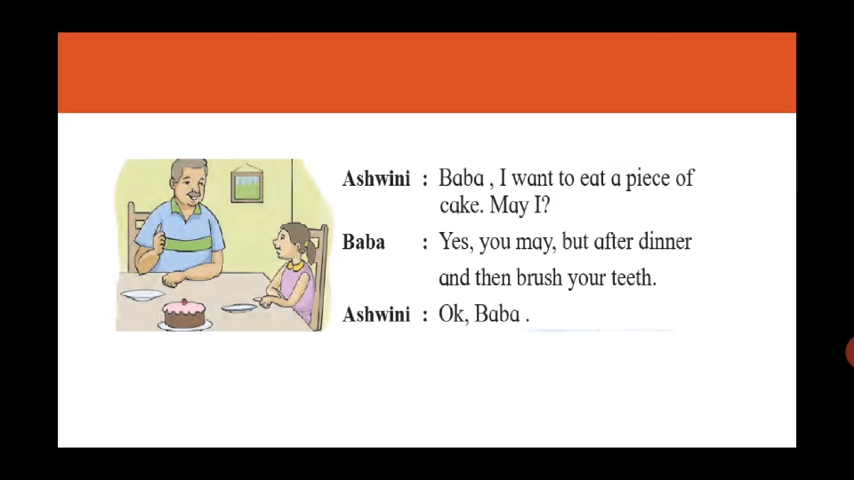 Ashwini : Baba , I want to eat a piece of
cake. May I?
Baba : Yes, you may, but after dinner
and then brush your teeth.
Ashwini : Ok, Baba .